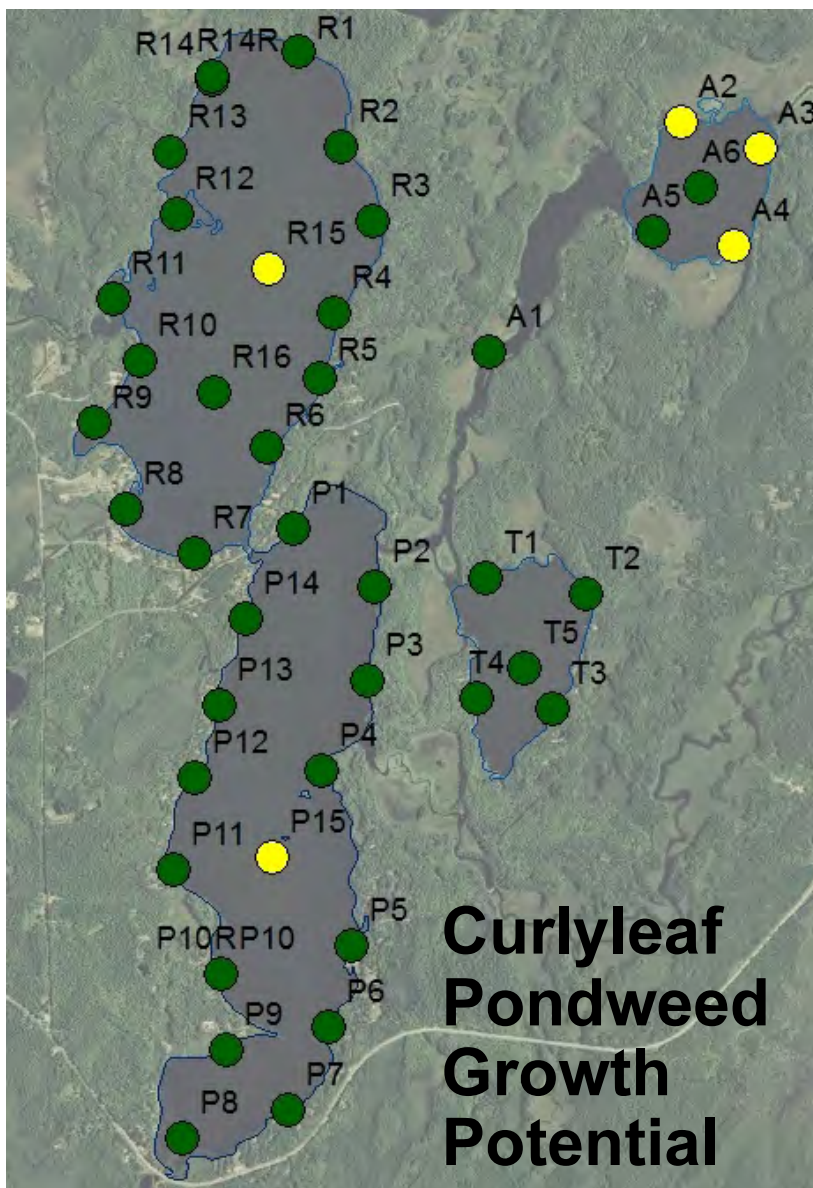 R14R14R
R1
A2
A3
R13
R2
A6
R12
R3
A5
R15
A4
R11
R4
A1
R10
R16
R5
R9
R6
R8
R7
P1
P2
T1
T2
P14
P3
T5
P13
T4
T3
P12
P4
P11
P15
P5
P10RP10
P6
P9
P7
P8
Curlyleaf
Pondweed
Growth
Potential